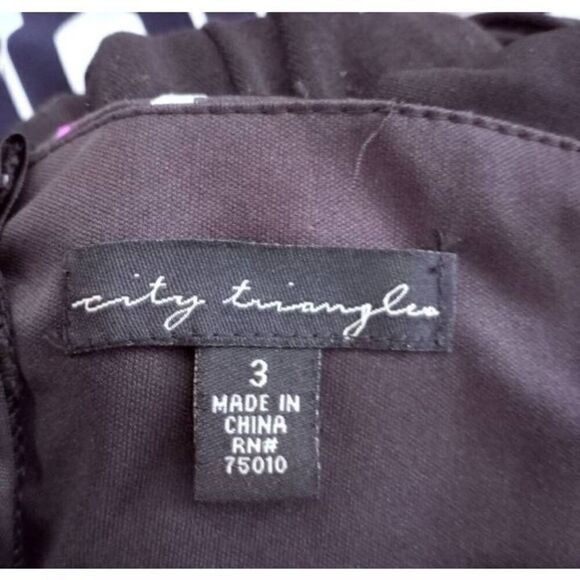 city triangles
3
MADE IN
CHINA
RN#
75010